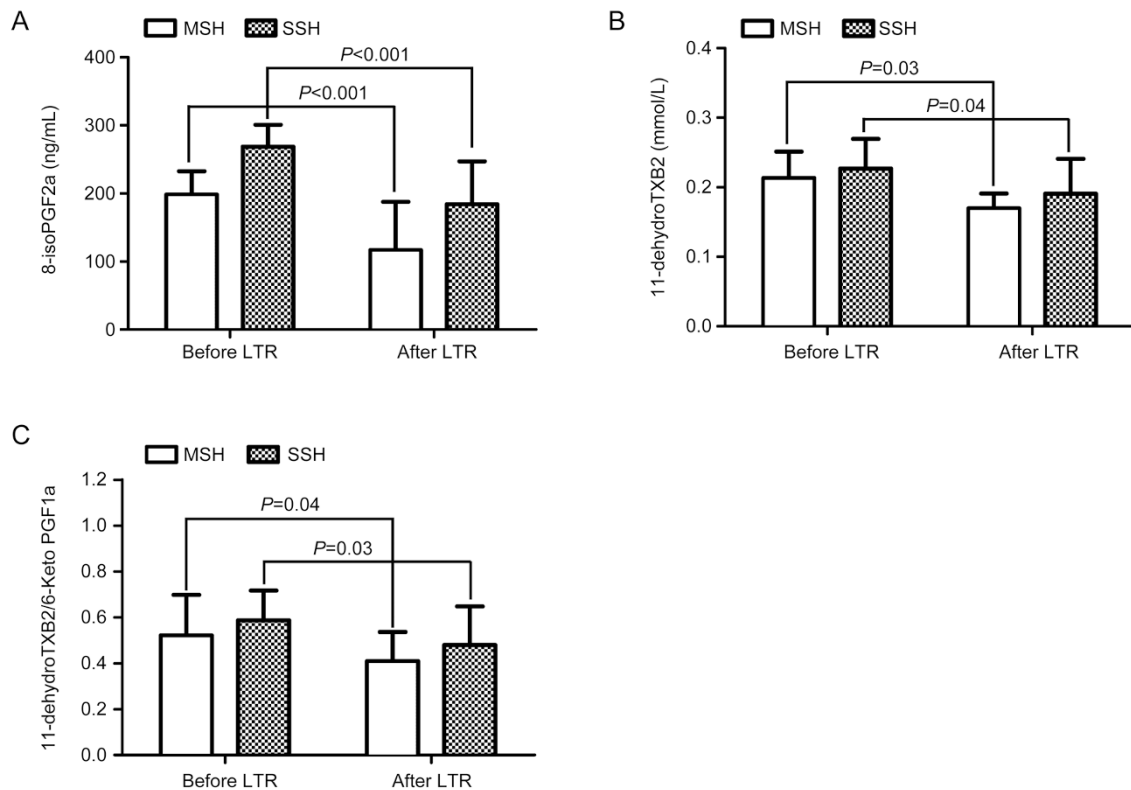 A
MSH SSH
400
300
200
100
0
8-isoPGF2a (ng/mL)
P<0.001
P<0.001
Before LTR After LTR
B
MSH SSH
0.4
0.3
0.2
0.1
0.0
11-dehydroTXB2 (mmol/L)
P=0.03
P=0.04
Before LTR After LTR
C
MSH SSH
1.2
1.0
0.8
0.6
0.4
0.2
0.0
11-dehydroTXB2/6-Keto PGF1a
P=0.04
P=0.03
Before LTR After LTR